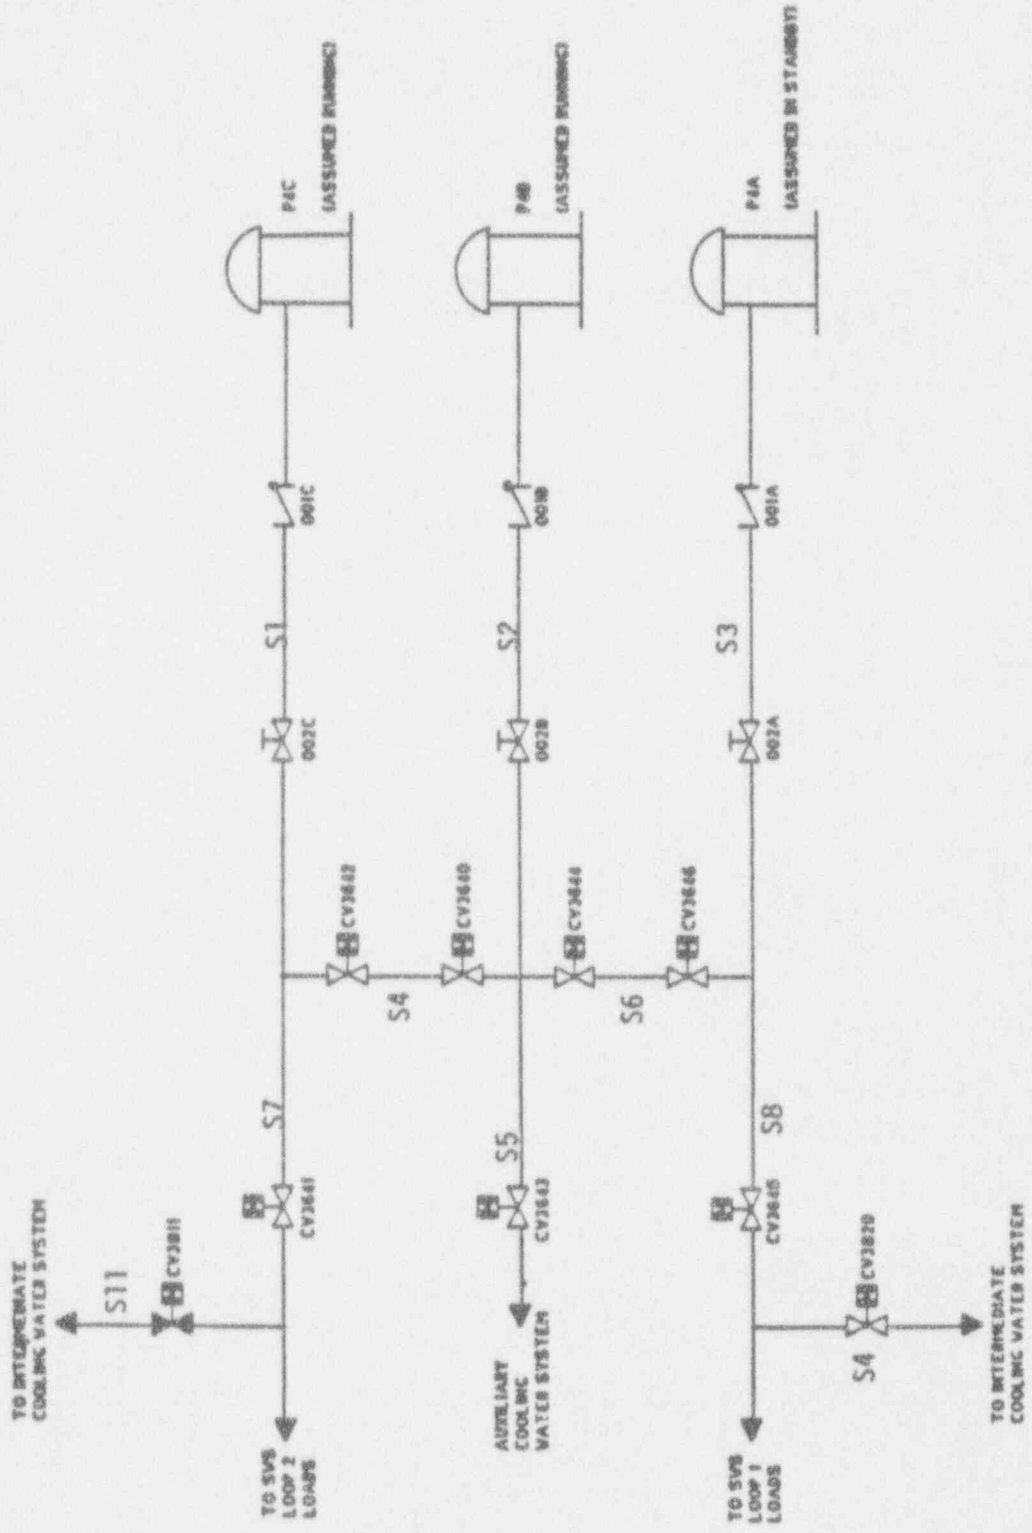 P4C
(ASSUMED RUNNING)
P4B
(ASSUMED RUNNING)
P4A
(ASSUMED IN STANDBY)
001C
001B
001A
S1
S2
S3
002C
002B
002A
CV3642
CV3640
CV3644
CV3646
S4
S6
S7
S5
S8
CV3641
CV3643
CV3645
CV3811
CV3820
S11
S4
TO INTERMEDIATE
COOLING WATER SYSTEM
TO SWS
LOOP 2
LOADS
AUXILIARY
COOLING
WATER SYSTEM
TO SWS
LOOP 1
LOADS
TO INTERMEDIATE
COOLING WATER SYSTEM